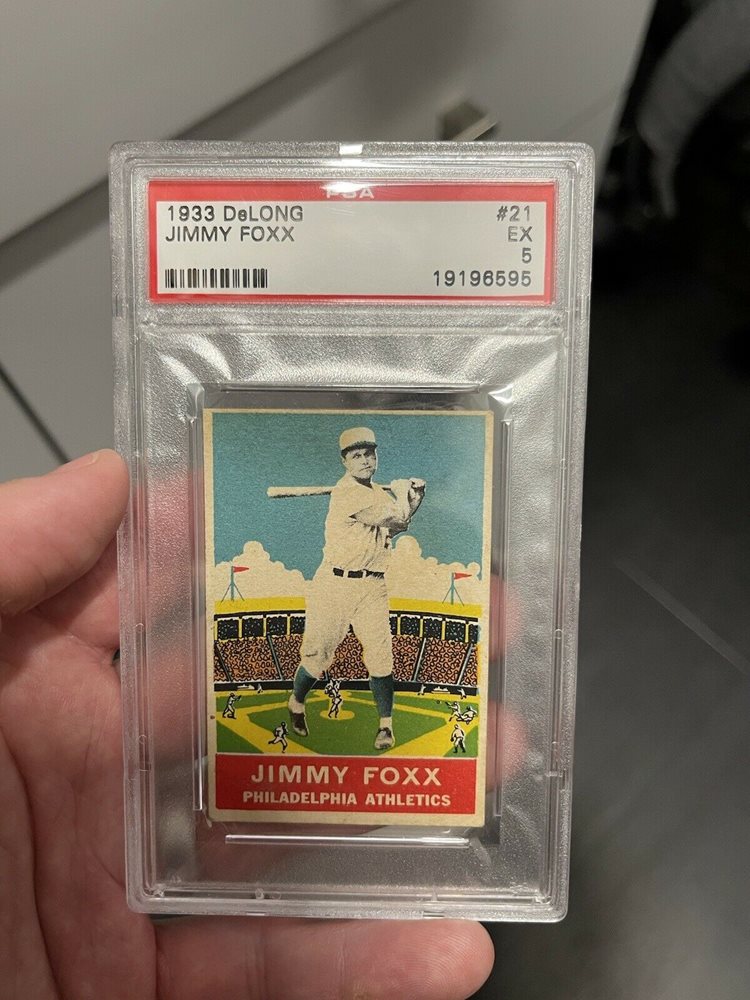 PSA
1933 DeLONG #21
JIMMY FOXX EX
5
19196595
JIMMY FOXX
PHILADELPHIA ATHLETICS